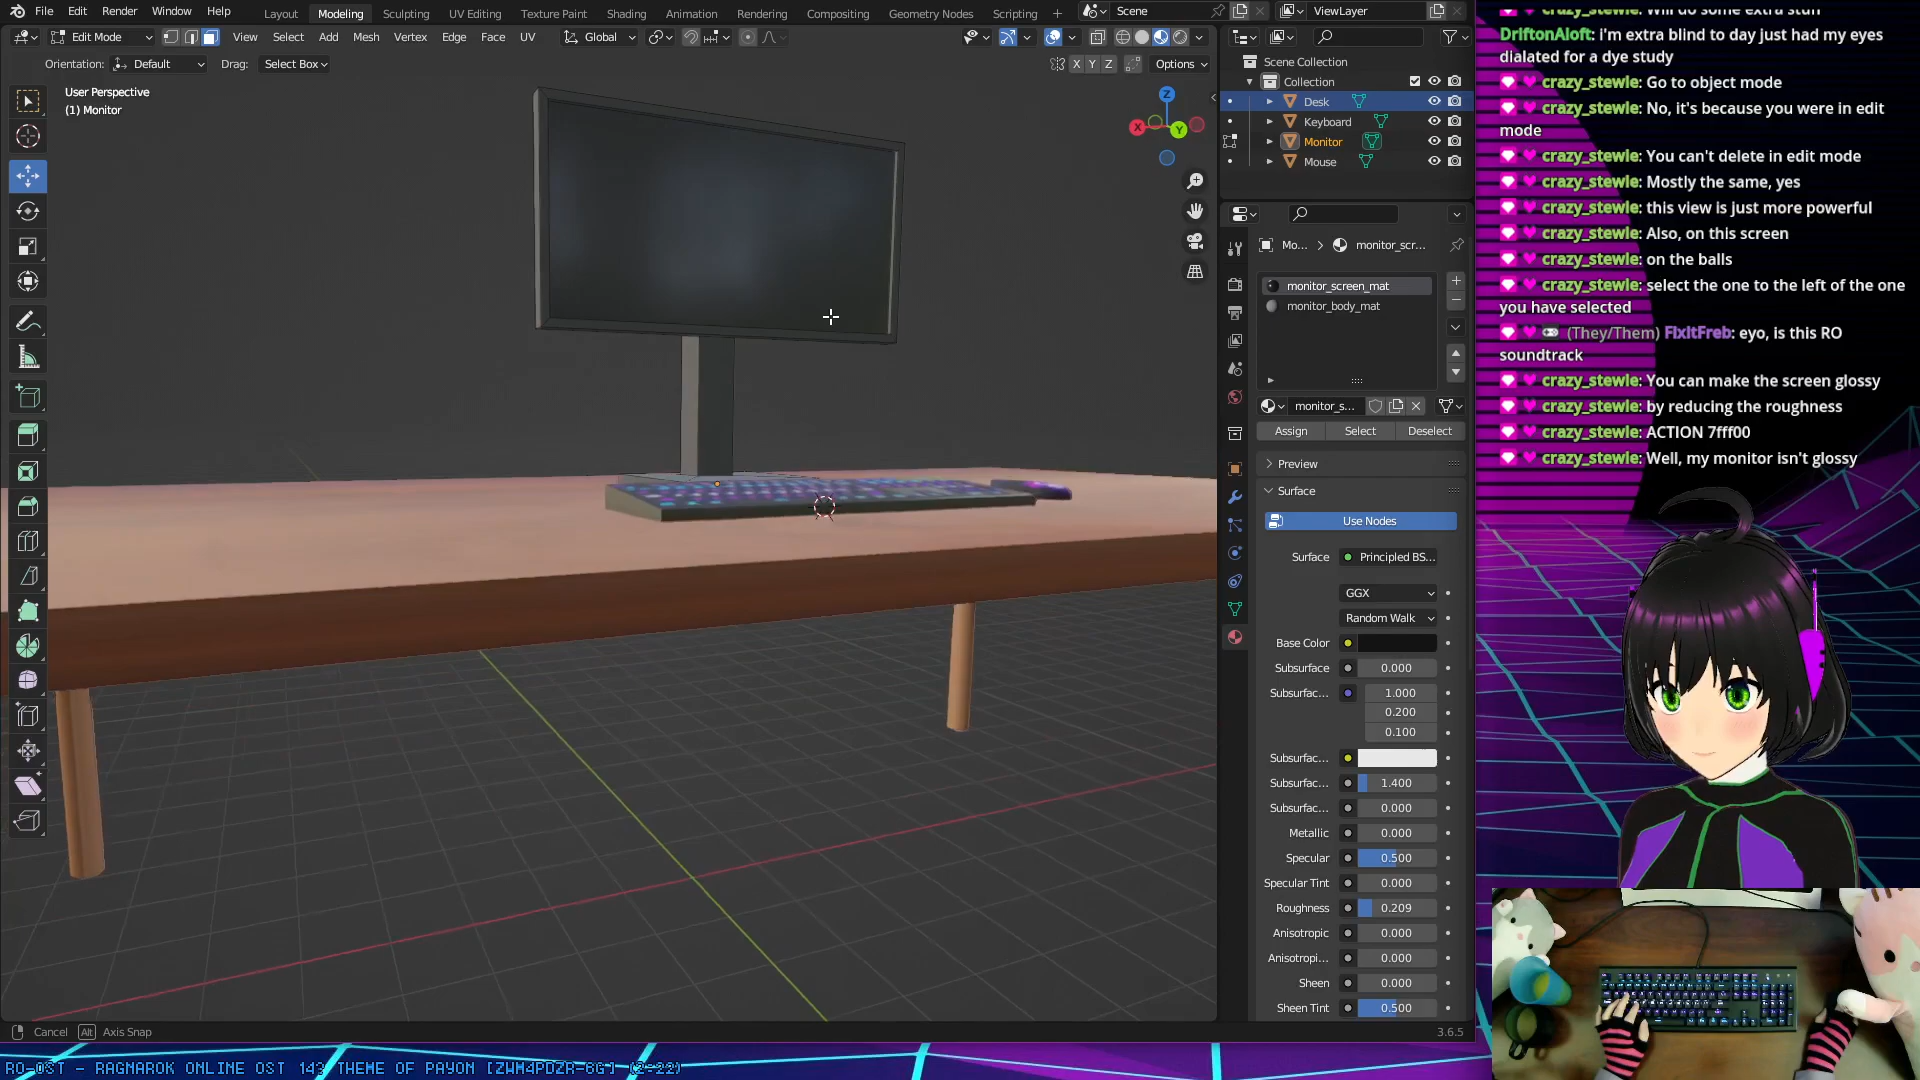 File Edit Render Window Help Layout Modeling Sculpting UV Editing Texture Paint Shading Animation Rendering Compositing Geometry Nodes Scripting Scene ViewLayer
Edit Mode View Select Add Mesh Vertex Edge Face UV Global
Orientation: Default Drag: Select Box X Y Z Options
User Perspective
(1) Monitor
Z
X
Y
Scene Collection
Collection
Desk
Keyboard
Monitor
Mouse
Mo... monitor_scr...
monitor_screen_mat
monitor_body_mat
monitor_s...
Assign Select Deselect
Preview
Surface
Use Nodes
Surface Principled BS...
GGX
Random Walk
Base Color
Subsurface 0.000
Subsurfac... 1.000
0.200
0.100
Subsurfac...
Subsurfac... 1.400
Subsurfac... 0.000
Metallic 0.000
Specular 0.500
Specular Tint 0.000
Roughness 0.209
Anisotropic 0.000
Anisotropi... 0.000
Sheen 0.000
Sheen Tint 0.500
Cancel Alt Axis Snap 3.6.5
crazy_stewie: Will do some extra stuff
DriftonAloft: i'm extra blind to day just had my eyes
dialated for a dye study
crazy_stewie: Go to object mode
crazy_stewie: No, it's because you were in edit
mode
crazy_stewie: You can't delete in edit mode
crazy_stewie: Mostly the same, yes
crazy_stewie: this view is just more powerful
crazy_stewie: Also, on this screen
crazy_stewie: on the balls
crazy_stewie: select the one to the left of the one
you have selected
(They/Them) FixItFreb: eyo, is this RO
soundtrack
crazy_stewie: You can make the screen glossy
crazy_stewie: by reducing the roughness
crazy_stewie: ACTION 7fff00
crazy_stewie: Well, my monitor isn't glossy
RO-OST - RAGNAROK ONLINE OST 143 THEME OF PAYON [ZWH4PDZR-6G] (2:22)